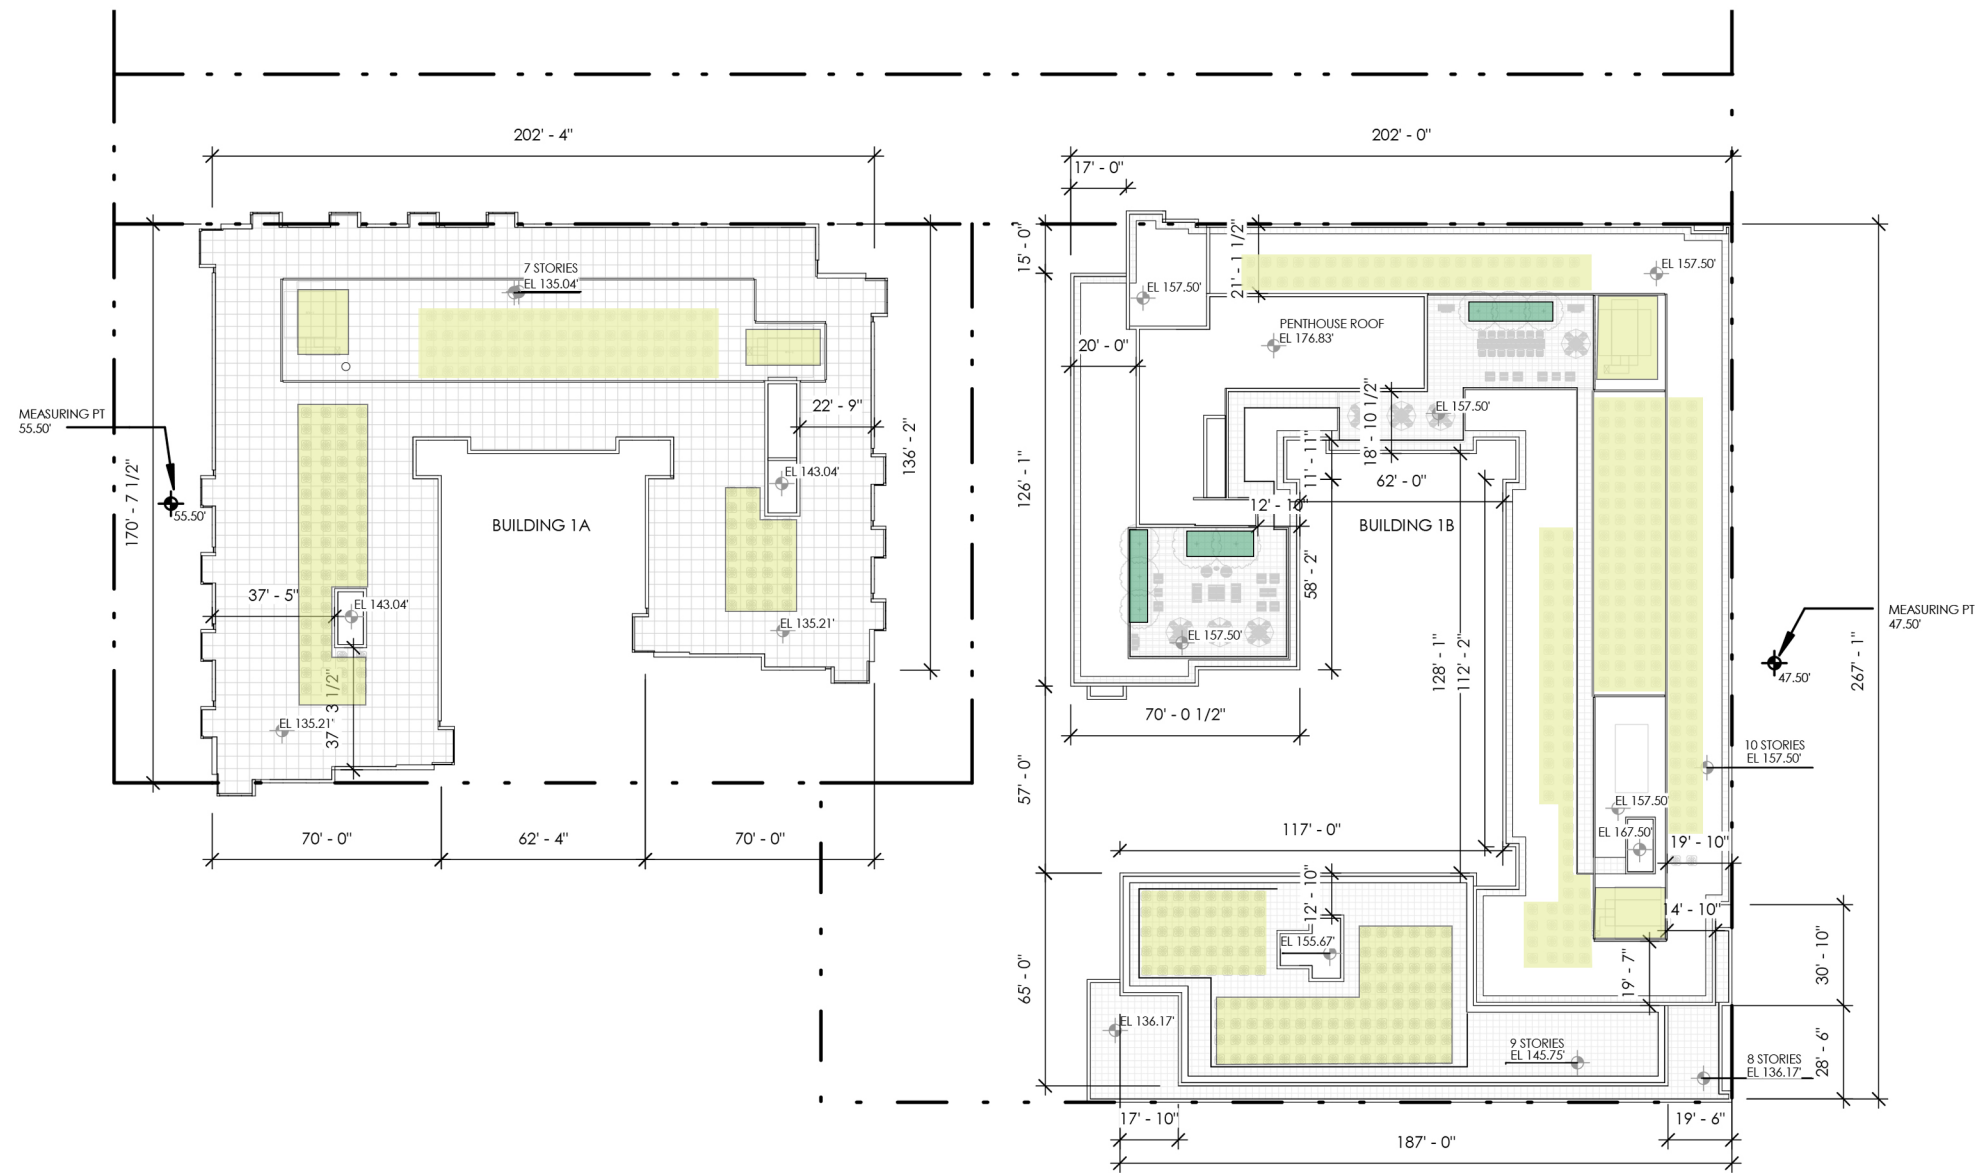 202' - 4"
202' - 0"
17' - 0"
15' - 0"
21' - 1 1/2"
7 STORIES
EL 135.04'
EL 157.50'
EL 157.50'
PENTHOUSE ROOF
EL 176.83'
20' - 0"
MEASURING PT
55.50'
22' - 9"
136' - 2"
EL 157.50'
18' - 10 1/2"
11' - 11"
EL 143.04'
62' - 0"
126' - 1"
170' - 7 1/2"
55.50'
BUILDING 1A
12' - 10"
BUILDING 1B
58' - 2"
37' - 5"
EL 143.04'
EL 135.21'
EL 157.50'
MEASURING PT
47.50'
128' - 1"
112' - 2"
267' - 1"
47.50'
37' - 3 1/2"
EL 135.21'
70' - 0 1/2"
10 STORIES
EL 157.50'
57' - 0"
EL 157.50'
EL 167.50'
70' - 0"
62' - 4"
70' - 0"
117' - 0"
19' - 10"
12' - 10"
14' - 10"
EL 155.67'
30' - 10"
65' - 0"
19' - 7"
EL 136.17'
9 STORIES
EL 145.75'
8 STORIES
EL 136.17'
28' - 6"
17' - 10"
187' - 0"
19' - 6"